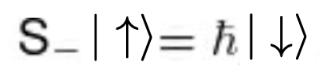 S₋ | ↑⟩ = ℏ | ↓⟩